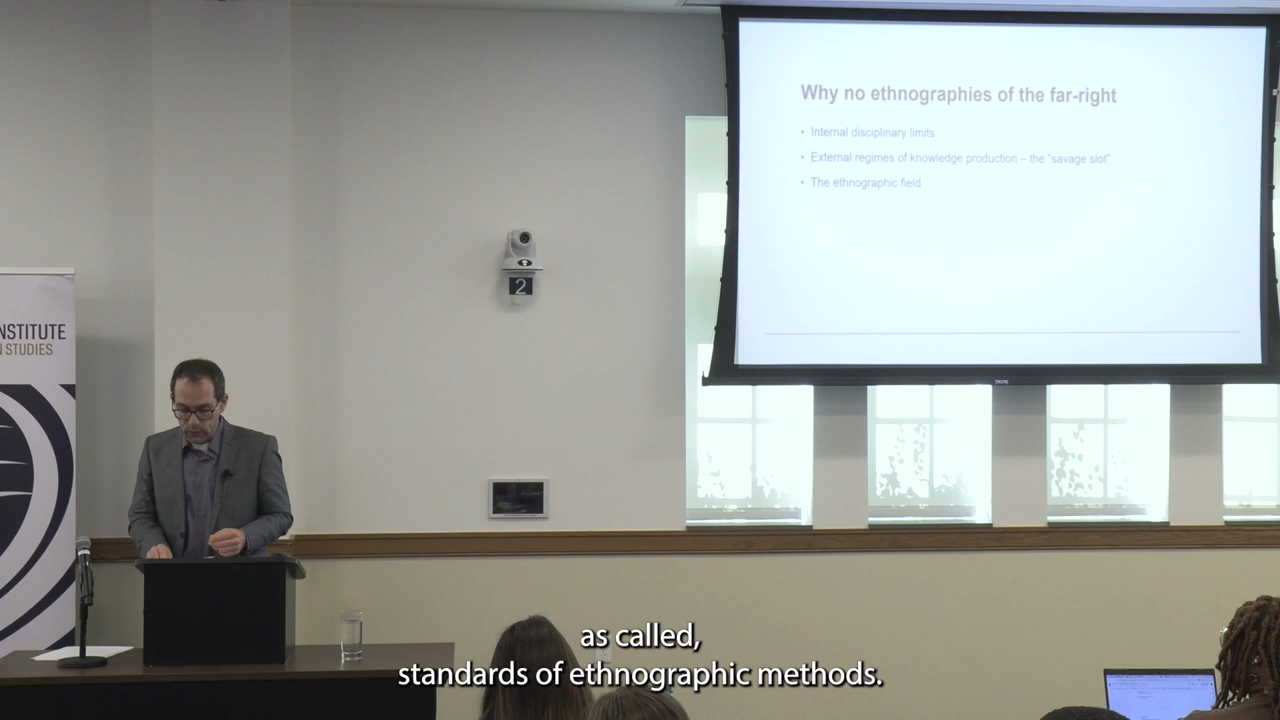 Why no ethnographies of the far-right
• Internal disciplinary limits
• External regimes of knowledge production – the "savage slot"
• The ethnographic field
2
NSTITUTE
STUDIES
as called,
standards of ethnographic methods.